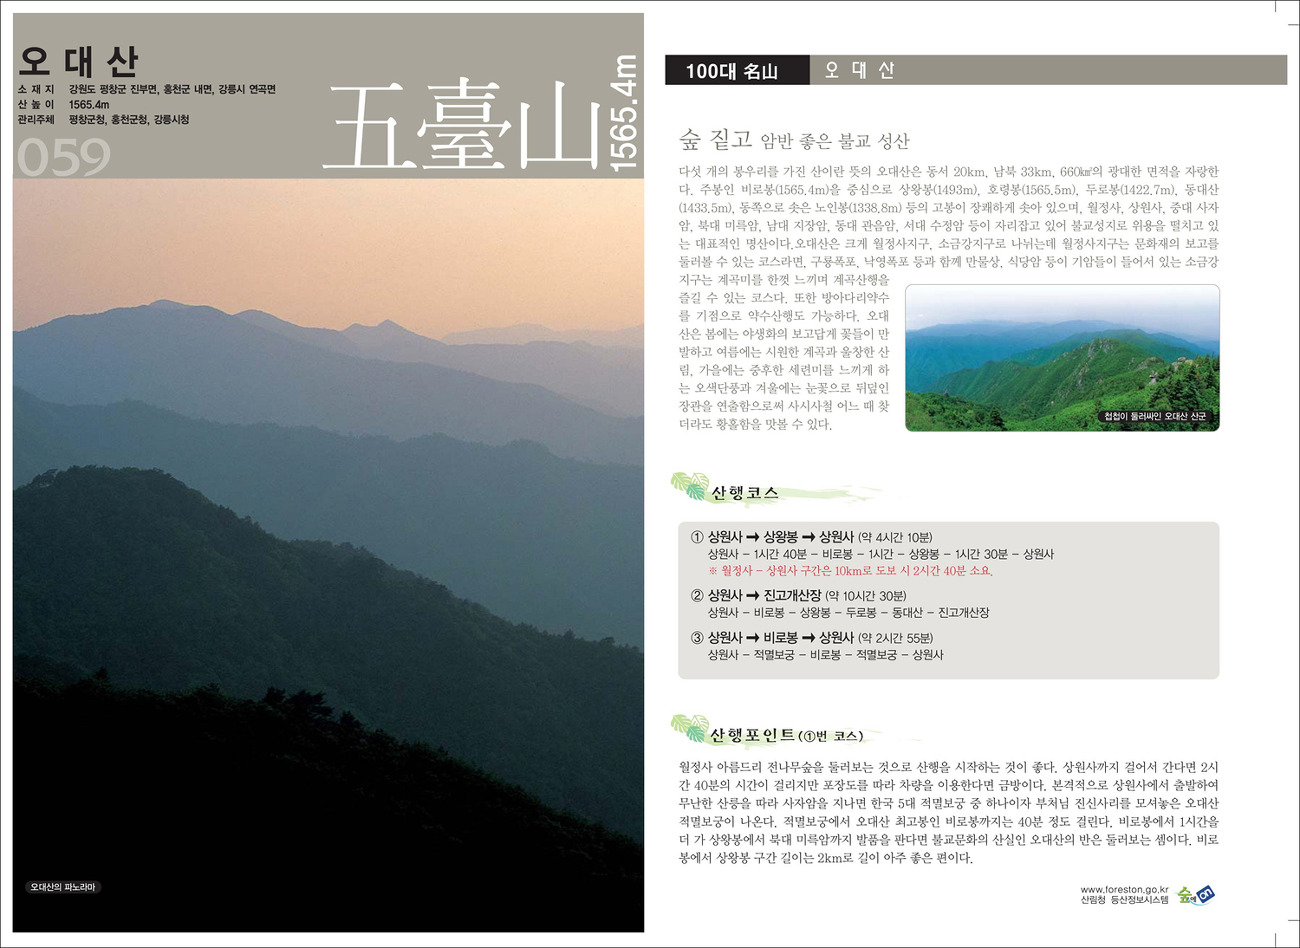 오대산
소 재 지 강원도 평창군 진부면, 홍천군 내면, 강릉시 연곡면
산 높 이 1565.4m
관리주체 평창군청, 홍천군청, 강릉시청
059
五臺山
1565.4m
오대산의 파노라마
100대 名山 오 대 산
숲 짙고 암반 좋은 불교 성산
다섯 개의 봉우리를 가진 산이란 뜻의 오대산은 동서 20km, 남북 33km, 660㎢의 광대한 면적을 자랑한
다. 주봉인 비로봉(1565.4m)을 중심으로 상왕봉(1493m), 호령봉(1565.5m), 두로봉(1422.7m), 동대산
(1433.5m), 동쪽으로 솟은 노인봉(1338.8m) 등의 고봉이 장쾌하게 솟아 있으며, 월정사, 상원사, 중대 사자
암, 북대 미륵암, 남대 지장암, 동대 관음암, 서대 수정암 등이 자리잡고 있어 불교성지로 위용을 떨치고 있
는 대표적인 명산이다.오대산은 크게 월정사지구, 소금강지구로 나뉘는데 월정사지구는 문화재의 보고를
둘러볼 수 있는 코스라면, 구룡폭포, 낙영폭포 등과 함께 만물상, 식당암 등이 기암들이 들어서 있는 소금강
지구는 계곡미를 한껏 느끼며 계곡산행을
즐길 수 있는 코스다. 또한 방아다리약수
를 기점으로 약수산행도 가능하다. 오대
산은 봄에는 야생화의 보고답게 꽃들이 만
발하고 여름에는 시원한 계곡과 울창한 산
림, 가을에는 중후한 세련미를 느끼게 하
는 오색단풍과 겨울에는 눈꽃으로 뒤덮인
장관을 연출함으로써 사시사철 어느 때 찾
더라도 황홀함을 맛볼 수 있다.
첩첩이 둘러싸인 오대산 산군
산행코스
① 상원사 ➞ 상왕봉 ➞ 상원사 (약 4시간 10분)
상원사 – 1시간 40분 – 비로봉 – 1시간 – 상왕봉 – 1시간 30분 – 상원사
※ 월정사 – 상원사 구간은 10km로 도보 시 2시간 40분 소요.
② 상원사 ➞ 진고개산장 (약 10시간 30분)
상원사 – 비로봉 – 상왕봉 – 두로봉 – 동대산 – 진고개산장
③ 상원사 ➞ 비로봉 ➞ 상원사 (약 2시간 55분)
상원사 – 적멸보궁 – 비로봉 – 적멸보궁 – 상원사
산행포인트(①번 코스)
월정사 아름드리 전나무숲을 둘러보는 것으로 산행을 시작하는 것이 좋다. 상원사까지 걸어서 간다면 2시
간 40분의 시간이 걸리지만 포장도를 따라 차량을 이용한다면 금방이다. 본격적으로 상원사에서 출발하여
무난한 산릉을 따라 사자암을 지나면 한국 5대 적멸보궁 중 하나이자 부처님 진신사리를 모셔놓은 오대산
적멸보궁이 나온다. 적멸보궁에서 오대산 최고봉인 비로봉까지는 40분 정도 걸린다. 비로봉에서 1시간을
더 가 상왕봉에서 북대 미륵암까지 발품을 판다면 불교문화의 산실인 오대산의 반은 둘러보는 셈이다. 비로
봉에서 상왕봉 구간 길이는 2km로 길이 아주 좋은 편이다.
www.foreston.go.kr
산림청 등산정보시스템
숲에on